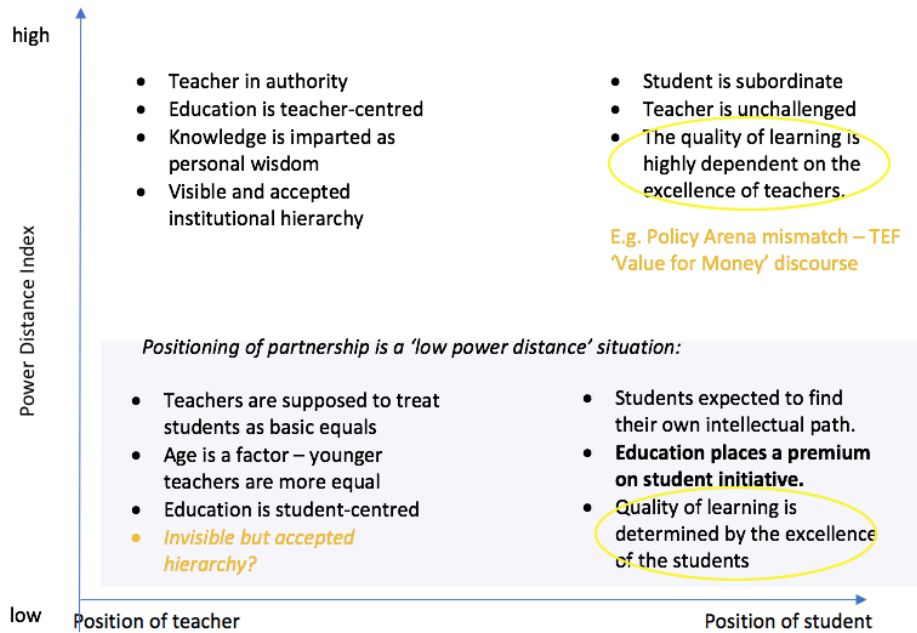 high
Power Distance Index
• Teacher in authority
• Education is teacher-centred
• Knowledge is imparted as
personal wisdom
• Visible and accepted
institutional hierarchy
• Student is subordinate
• Teacher is unchallenged
• The quality of learning is
highly dependent on the
excellence of teachers.
E.g. Policy Arena mismatch – TEF
‘Value for Money’ discourse
Positioning of partnership is a ‘low power distance’ situation:
• Teachers are supposed to treat
students as basic equals
• Age is a factor – younger
teachers are more equal
• Education is student-centred
• Invisible but accepted
hierarchy?
• Students expected to find
their own intellectual path.
• Education places a premium
on student initiative.
• Quality of learning is
determined by the excellence
of the students
low
Position of teacher
Position of student